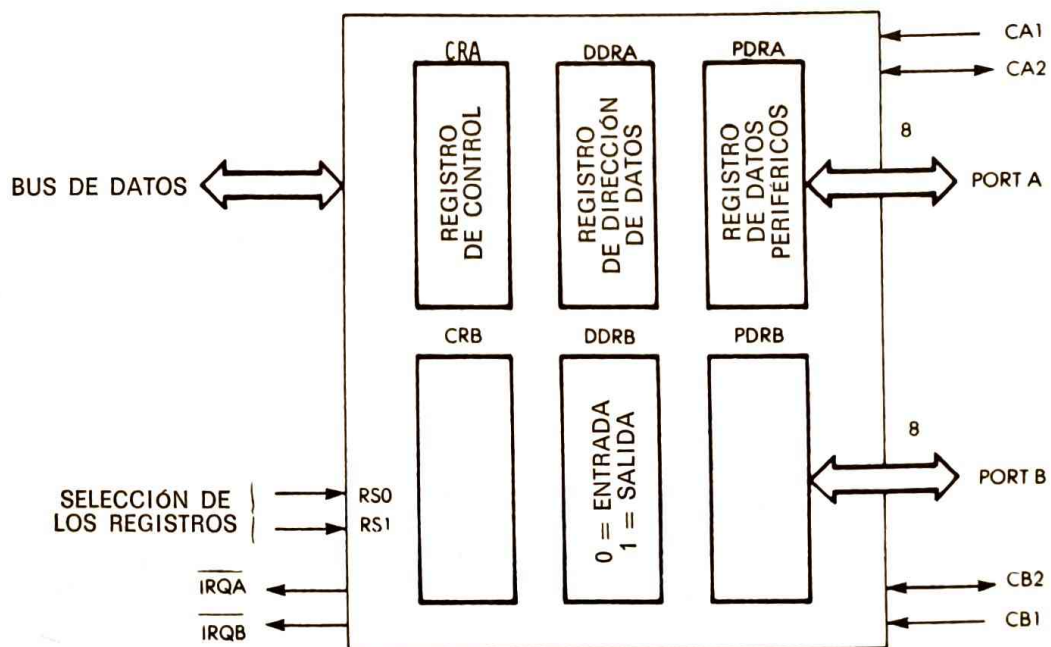 CRA
DDRA
PDRA
REGISTRO
DE CONTROL
REGISTRO
DE DIRECCIÓN
DE DATOS
REGISTRO
DE DATOS
PERIFÉRICOS
CA1
CA2
8
PORT A
BUS DE DATOS
CRB
DDRB
PDRB
0 = ENTRADA
1 = SALIDA
8
PORT B
SELECCIÓN DE
LOS REGISTROS
RS0
RS1
IRQA
IRQB
CB2
CB1